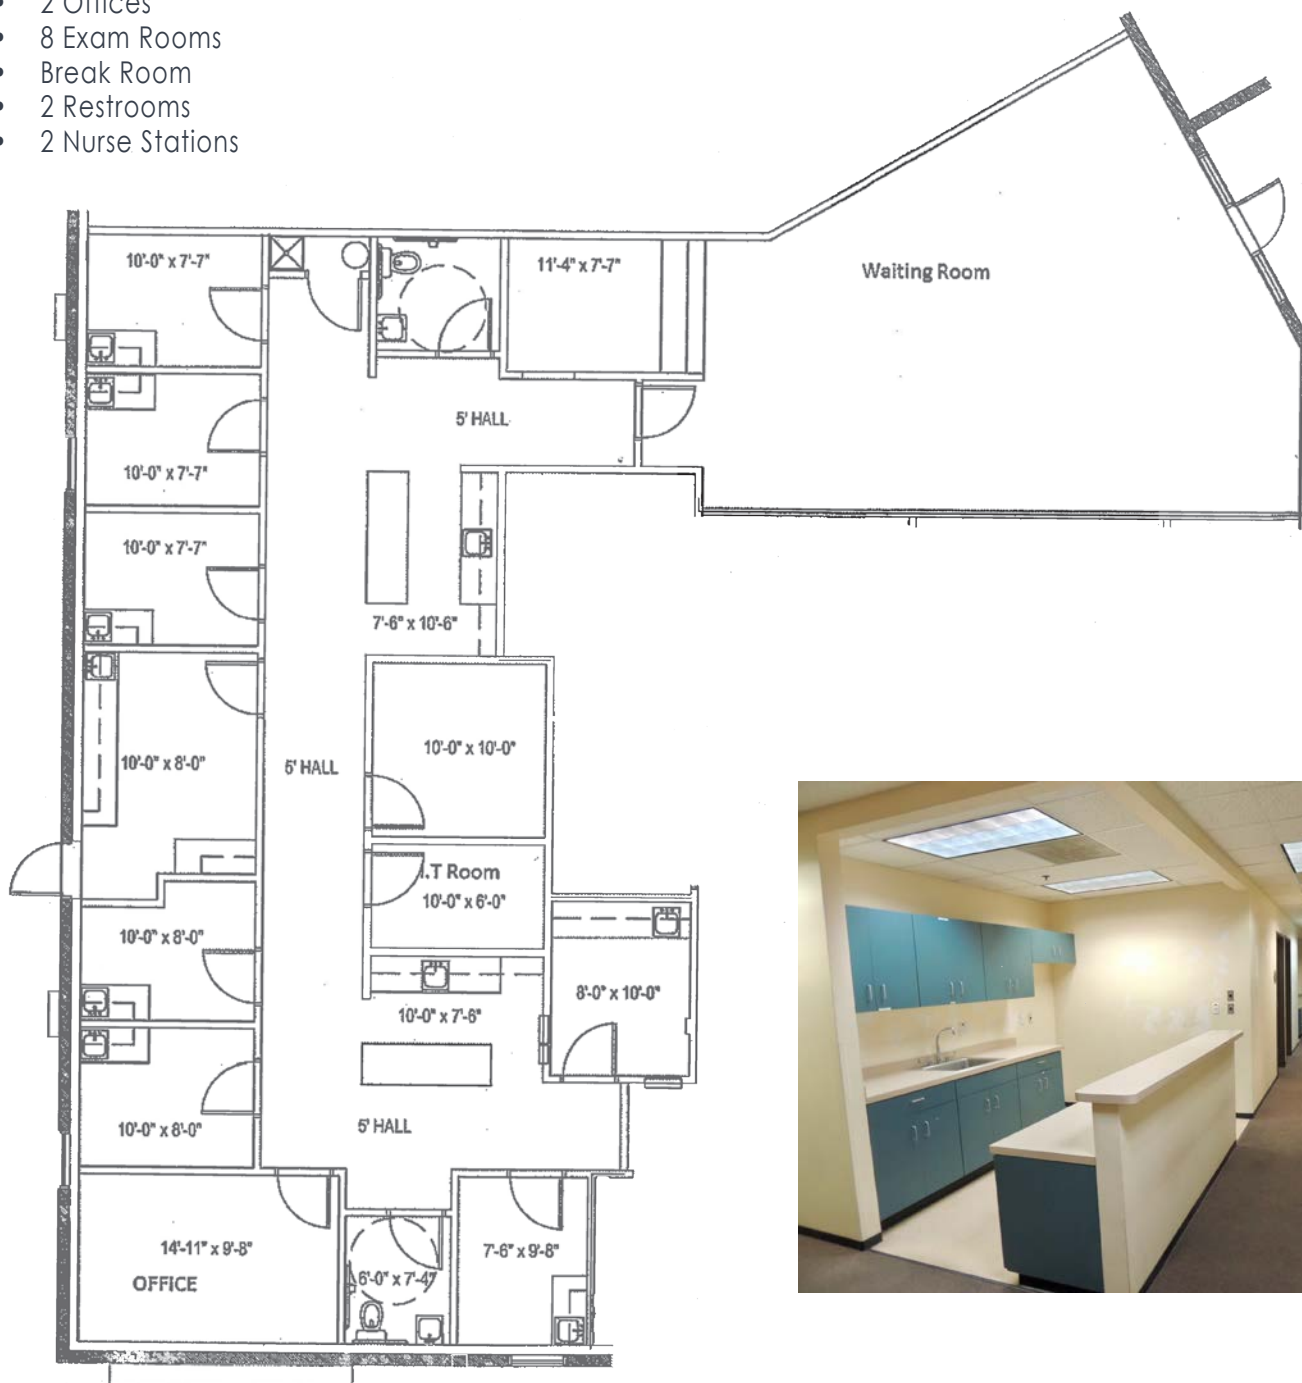 • 2 Offices
• 8 Exam Rooms
• Break Room
• 2 Restrooms
• 2 Nurse Stations
10'-0" x 7'-7"
11'-4" x 7'-7"
Waiting Room
5' HALL
10'-0" x 7'-7"
10'-0" x 7'-7"
7'-6" x 10'-6"
10'-0" x 10'-0"
10'-0" x 8'-0"
5' HALL
I.T Room
10'-0" x 6'-0"
10'-0" x 8'-0"
8'-0" x 10'-0"
10'-0" x 7'-6"
10'-0" x 8'-0"
5' HALL
14'-11" x 9'-8"
OFFICE
6'-0" x 7'-4"
7'-6" x 9'-8"